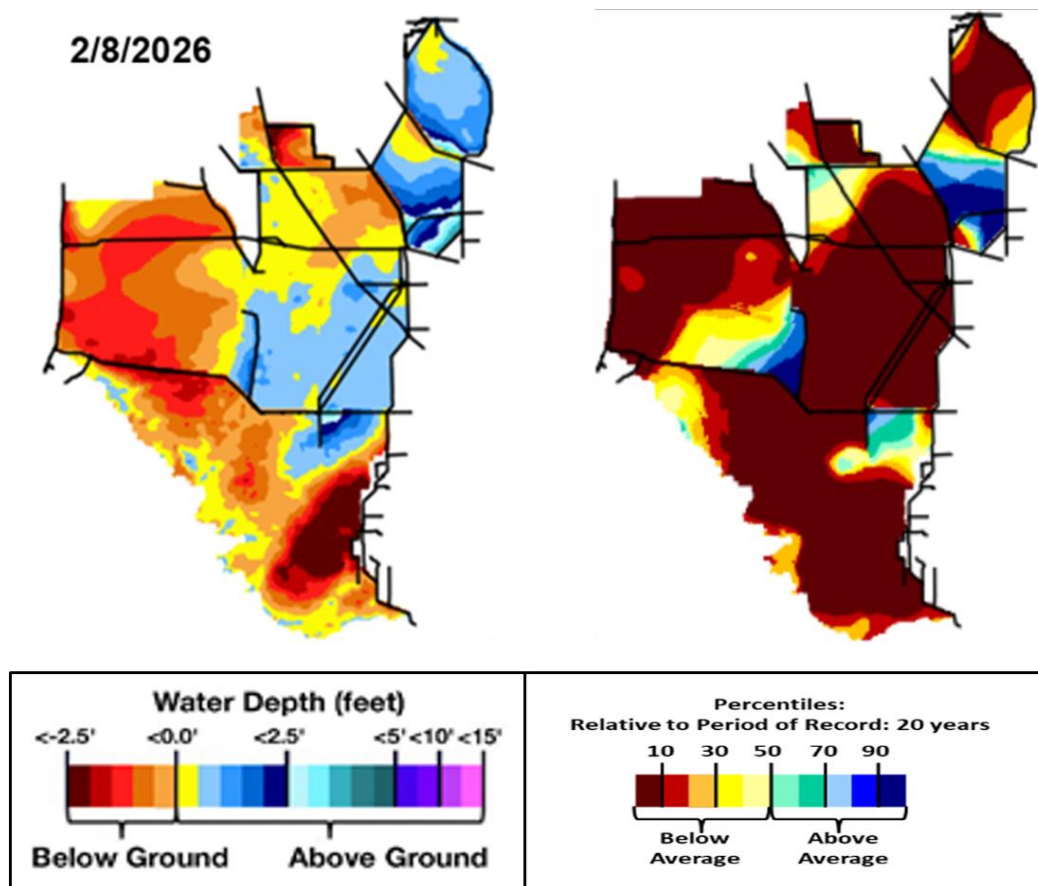 2/8/2026
Water Depth (feet)
<-2.5' <0.0' <2.5' <5' <10' <15'
Below Ground Above Ground
Percentiles:
Relative to Period of Record: 20 years
10 30 50 70 90
Below Average
Above Average